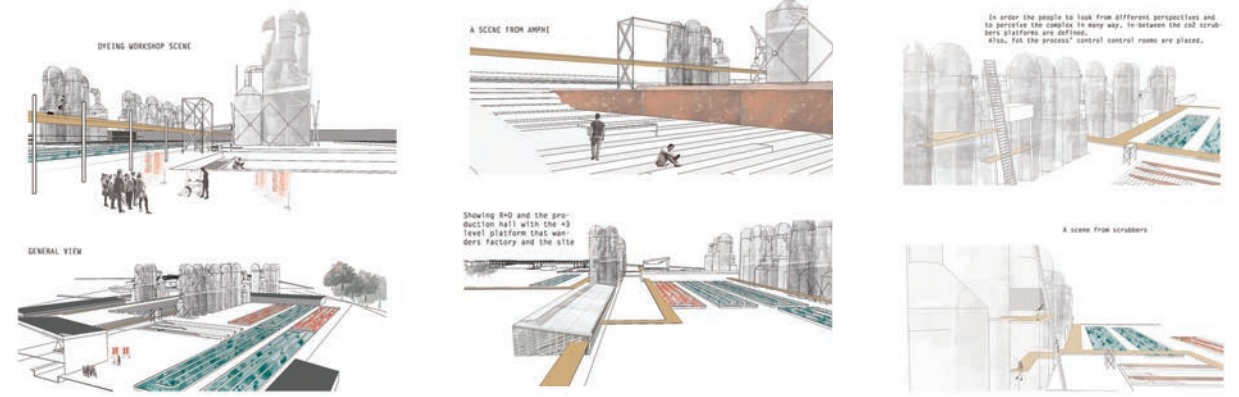 DYEING WORKSHOP SCENE
A SCENE FROM AMPHI
In order the people to look from different perspectives and
to perceive the complex in many way, in-between the co2 scrub-
bers platforms are defined.
Also, fot the process' control control rooms are placed.
GENERAL VIEW
Showing R+D and the pro-
duction hall with the +3
level platform that wan-
ders factory and the site
A scene from scrubbers